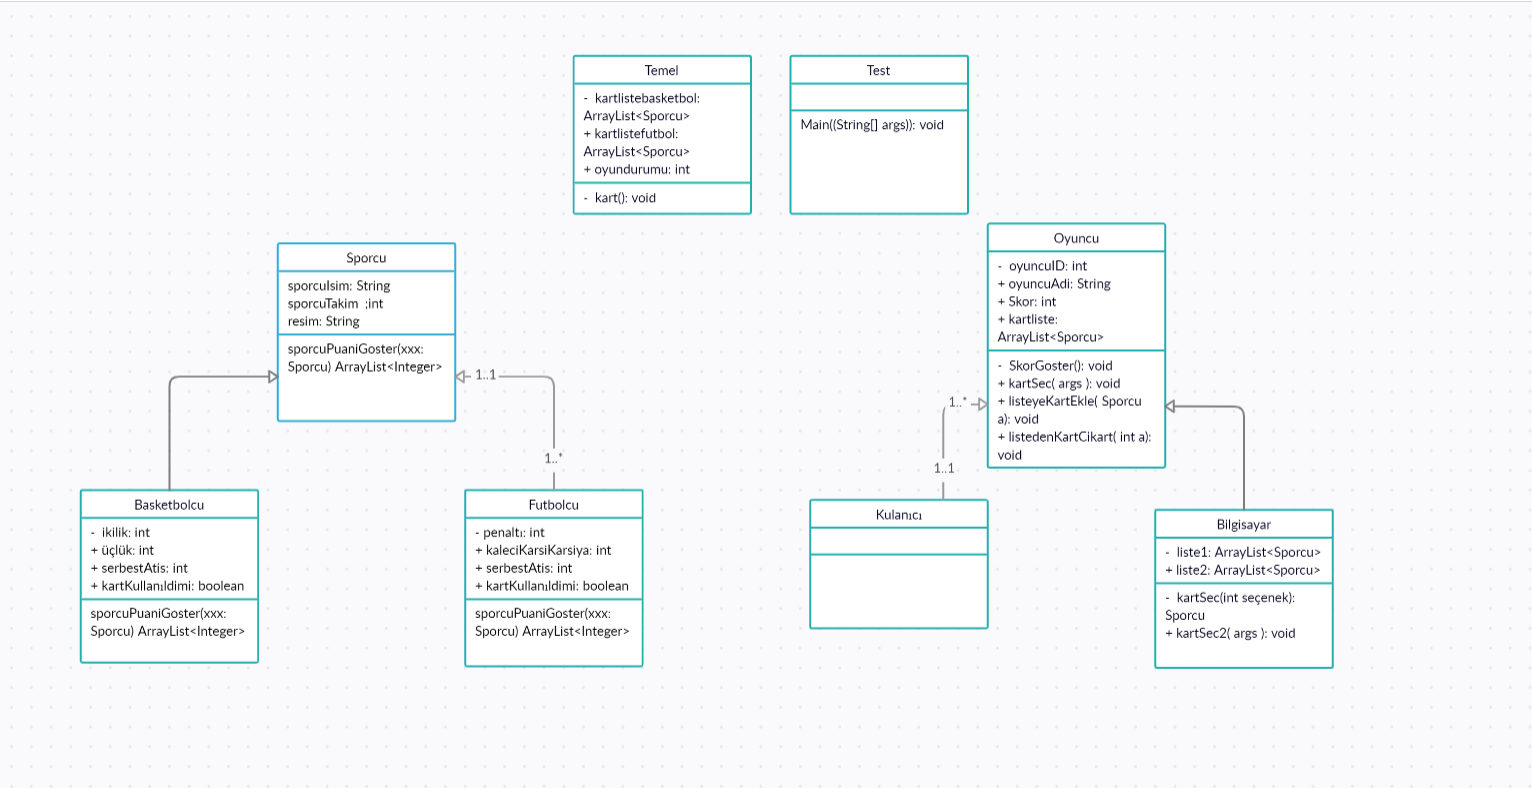 Temel
- kartlistebasketbol:
ArrayList<Sporcu>
+ kartlistefutbol:
ArrayList<Sporcu>
+ oyundurumu: int
- kart(): void
Test
Main((String[] args)): void
Sporcu
sporcuIsim: String
sporcuTakim ;int
resim: String
sporcuPuaniGoster(xxx:
Sporcu) ArrayList<Integer>
1..1
1..*
Basketbolcu
- ikilik: int
+ üçlük: int
+ serbestAtis: int
+ kartKullanıldimi: boolean
sporcuPuaniGoster(xxx:
Sporcu) ArrayList<Integer>
Futbolcu
- penaltı: int
+ kaleciKarsiKarsiya: int
+ serbestAtis: int
+ kartKullanıldimi: boolean
sporcuPuaniGoster(xxx:
Sporcu) ArrayList<Integer>
Oyuncu
- oyuncuID: int
+ oyuncuAdi: String
+ Skor: int
+ kartliste:
ArrayList<Sporcu>
- SkorGoster(): void
+ kartSec( args ): void
+ listeyeKartEkle( Sporcu
a): void
+ listedenKartCikart( int a):
void
1..*
1..1
Kulanıcı
Bilgisayar
- liste1: ArrayList<Sporcu>
+ liste2: ArrayList<Sporcu>
- kartSec(int seçenek):
Sporcu
+ kartSec2( args ): void